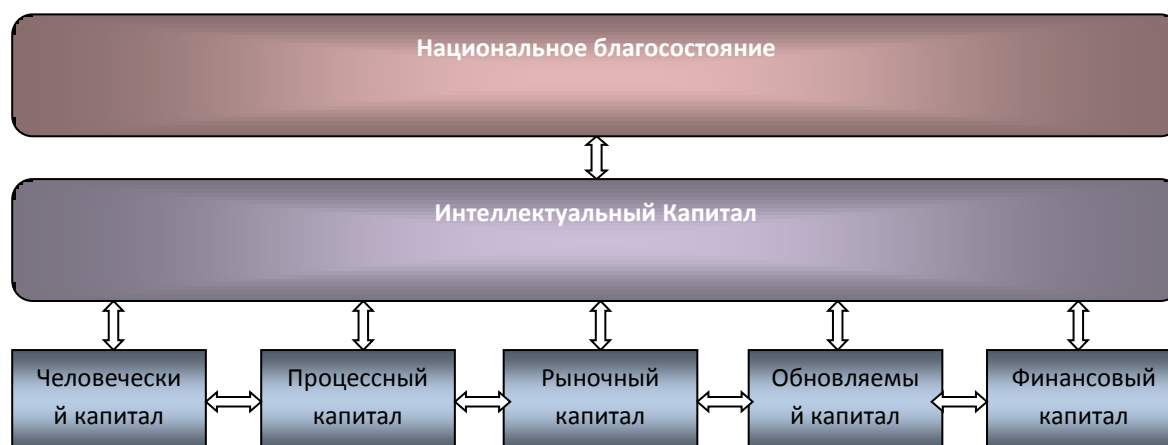 Национальное благосостояние
Интеллектуальный Капитал
Человечески
й капитал
Процессный
капитал
Рыночный
капитал
Обновляемы
й капитал
Финансовый
капитал